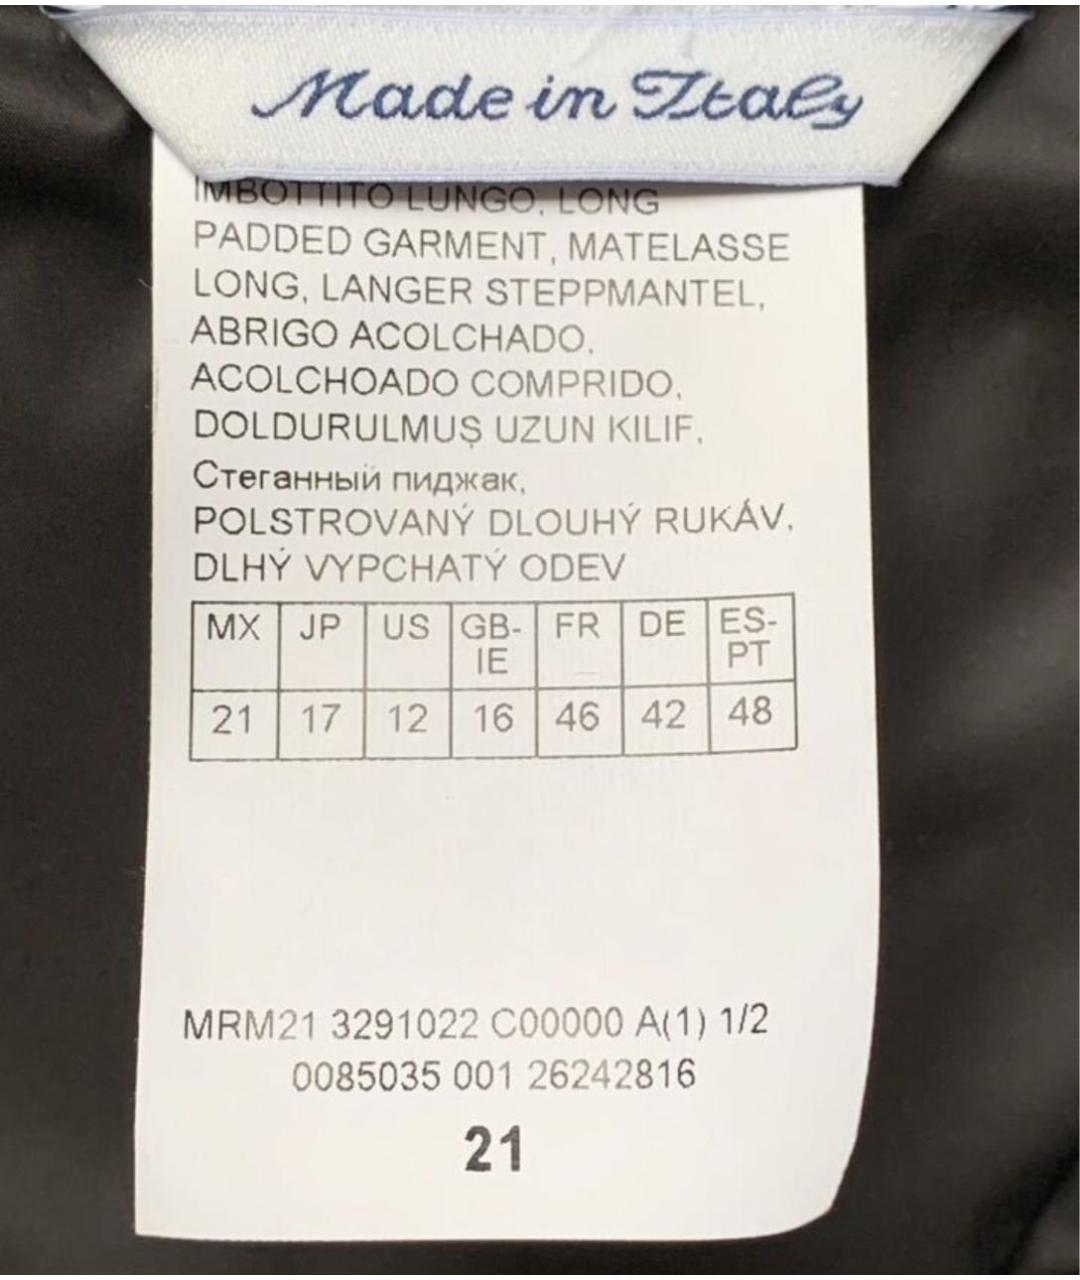 Made in Italy
IMBOTTITO LUNGO, LONG
PADDED GARMENT, MATELASSE
LONG, LANGER STEPPMANTEL,
ABRIGO ACOLCHADO,
ACOLCHOADO COMPRIDO,
DOLDURULMUŞ UZUN KILIF,
Стеганный пиджак,
POLSTROVANÝ DLOUHÝ RUKÁV,
DLHÝ VYPCHATÝ ODEV
MX JP US GB-IE FR DE ES-PT
21 17 12 16 46 42 48
MRM21 3291022 C00000 A(1) 1/2
0085035 001 26242816
21